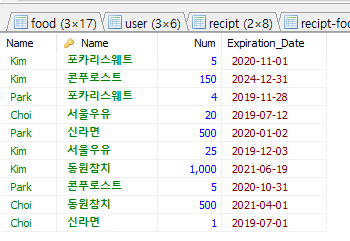 food (3×17) user (3×6) recipt (2×8) recipt-foo
Name Name Num Expiration_Date
Kim 포카리스웨트 5 2020-11-01
Kim 콘푸로스트 150 2024-12-31
Park 포카리스웨트 4 2019-11-28
Choi 서울우유 20 2019-07-12
Park 신라면 500 2020-01-02
Kim 서울우유 25 2019-12-03
Kim 동원참치 1,000 2021-06-19
Park 콘푸로스트 5 2020-10-31
Choi 동원참치 500 2021-04-01
Choi 신라면 1 2019-07-01